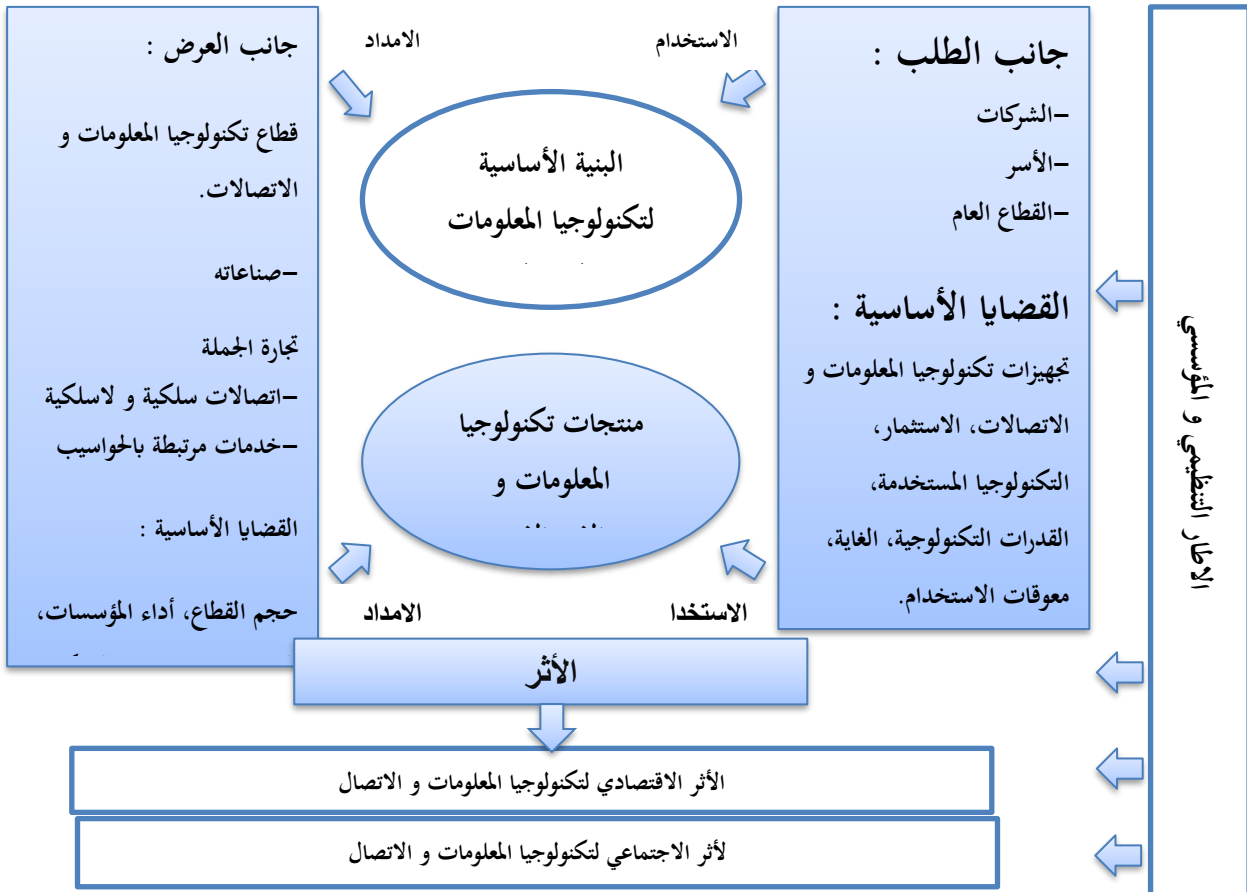 الاطار التنظيمي و المؤسسي
جانب الطلب :
–الشركات
–الأسر
–القطاع العام
القضايا الأساسية :
تجهيزات تكنولوجيا المعلومات و
الاتصالات، الاستثمار،
التكنولوجيا المستخدمة،
القدرات التكنولوجية، الغاية،
معوقات الاستخدام.
الاستخدام
الامداد
البنية الأساسية
لتكنولوجيا المعلومات
منتجات تكنولوجيا
المعلومات و
الاستخدا
الامداد
جانب العرض :
قطاع تكنولوجيا المعلومات و
الاتصالات.
–صناعاته
تجارة الجملة
–اتصالات سلكية و لاسلكية
–خدمات مرتبطة بالحواسيب
القضايا الأساسية :
حجم القطاع، أداء المؤسسات،
الأثر
الأثر الاقتصادي لتكنولوجيا المعلومات و الاتصال
لأثر الاجتماعي لتكنولوجيا المعلومات و الاتصال